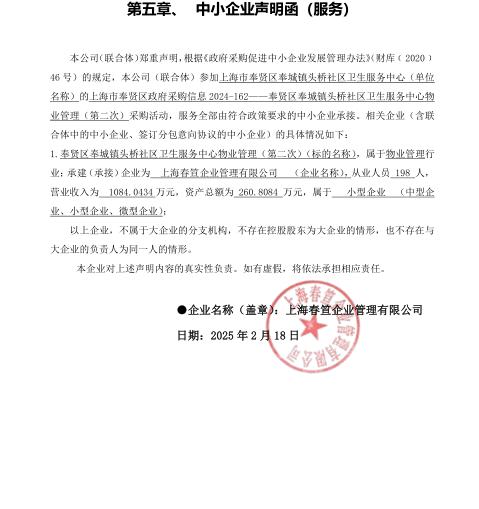 第五章、 中小企业声明函（服务）
本公司（联合体）郑重声明，根据《政府采购促进中小企业发展管理办法》（财库﹝2020﹞
46 号）的规定，本公司（联合体）参加上海市奉贤区奉城镇头桥社区卫生服务中心（单位
名称）的上海市奉贤区政府采购信息 2024-162——奉贤区奉城镇头桥社区卫生服务中心物
业管理（第二次）采购活动，服务全部由符合政策要求的中小企业承接。相关企业（含联
合体中的中小企业、签订分包意向协议的中小企业）的具体情况如下：
1. 奉贤区奉城镇头桥社区卫生服务中心物业管理（第二次）（标的名称），属于物业管理行
业；承建（承接）企业为 上海春笪企业管理有限公司 （企业名称），从业人员 198 人，
营业收入为 1084.0434 万元，资产总额为 260.8084 万元，属于 小型企业 （中型企
业、小型企业、微型企业）；
以上企业，不属于大企业的分支机构，不存在控股股东为大企业的情形，也不存在与
大企业的负责人为同一人的情形。
本企业对上述声明内容的真实性负责。如有虚假，将依法承担相应责任。
●企业名称（盖章）：上海春笪企业管理有限公司
日期：2025 年 2 月 18 日
上海春笪企业管理有限公司